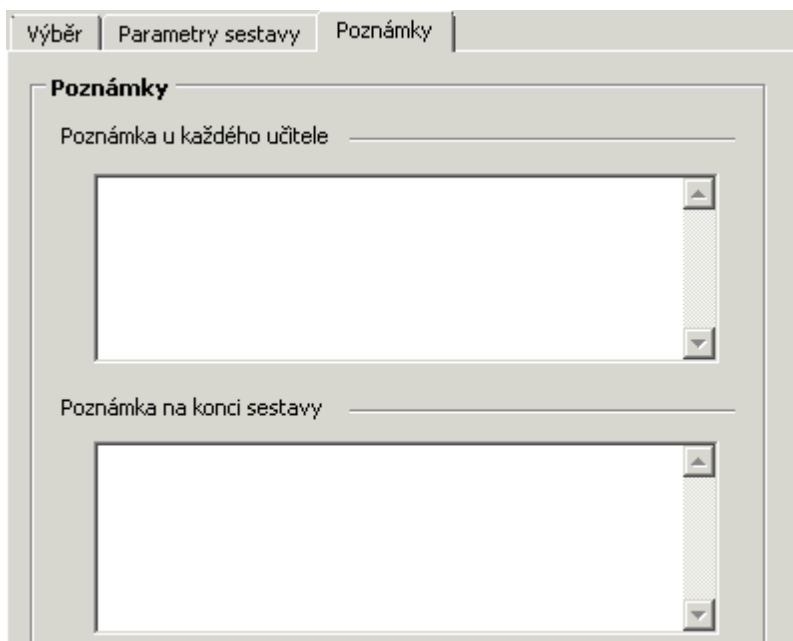 Výběr Parametry sestavy Poznámky
Poznámky
Poznámka u každého učitele
Poznámka na konci sestavy